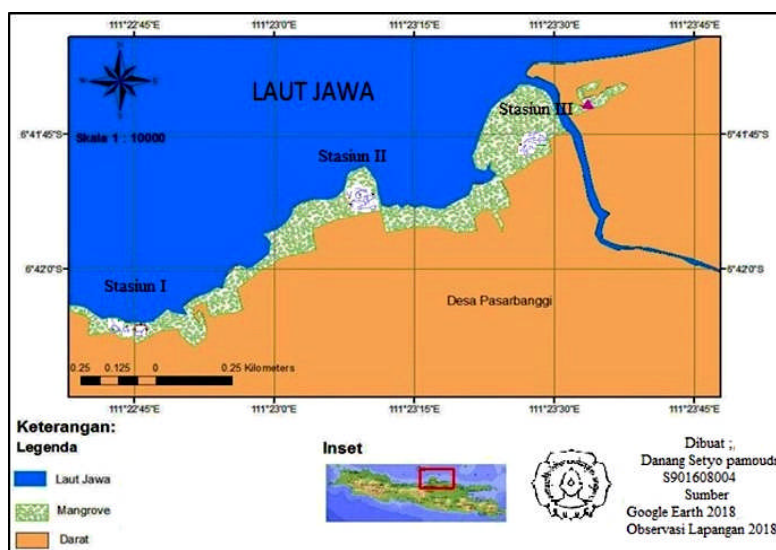 111°22'45" 111°23'0" 111°23'15" 111°23'30" 111°23'45"
LAUT JAWA
Stasiun III
Skala 1 : 10000
6°41'45" 6°41'45"S
Stasiun II
6°42'0" 6°42'0"S
Stasiun I
Desa Pasarbanggi
0.25 0.125 0 0.25 Kilometers
111°22'45" 111°23'0" 111°23'15" 111°23'30" 111°23'45"
Keterangan:
Legenda
Laut Jawa
Mangrove
Darat
Inset
Dibuat ;,
Danang Setyo pamoudn
S901608004
Sumber
Google Earth 2018
Observasi Lapangan 2018